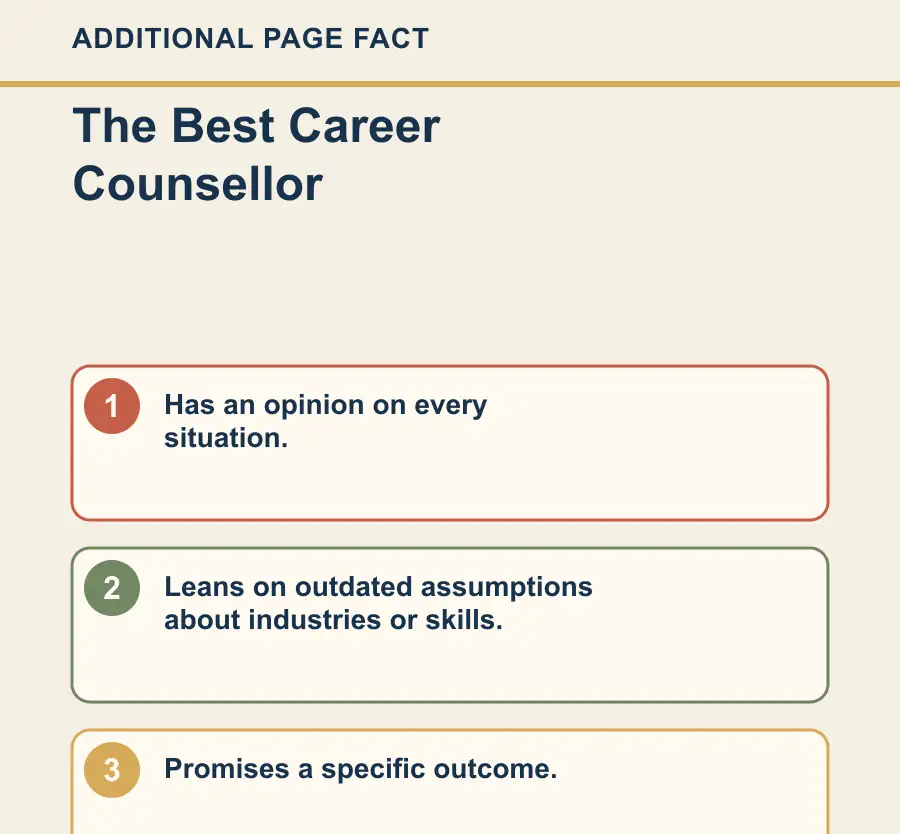 ADDITIONAL PAGE FACT
The Best Career
Counsellor
1
Has an opinion on every
situation.
2
Leans on outdated assumptions
about industries or skills.
3
Promises a specific outcome.